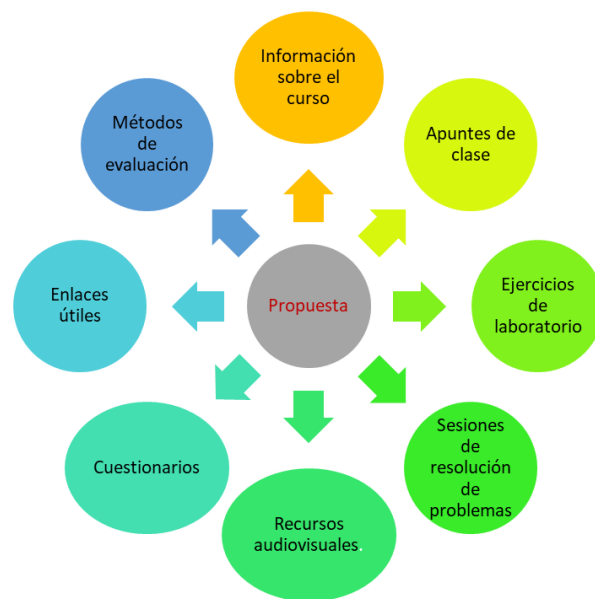 Información
sobre el
curso
Apuntes de
clase
Ejercicios
de
laboratorio
Sesiones
de
resolución
de
problemas
Recursos
audiovisuales.
Cuestionarios
Enlaces
útiles
Métodos
de
evaluación
Propuesta